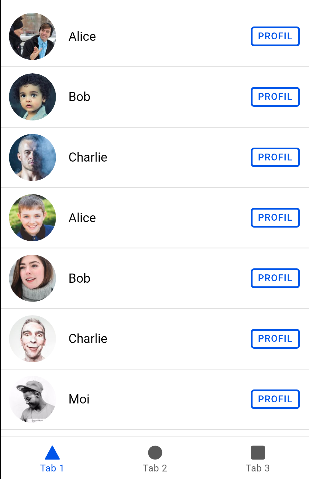 Alice PROFIL
Bob PROFIL
Charlie PROFIL
Alice PROFIL
Bob PROFIL
Charlie PROFIL
Moi PROFIL
Tab 1 Tab 2 Tab 3